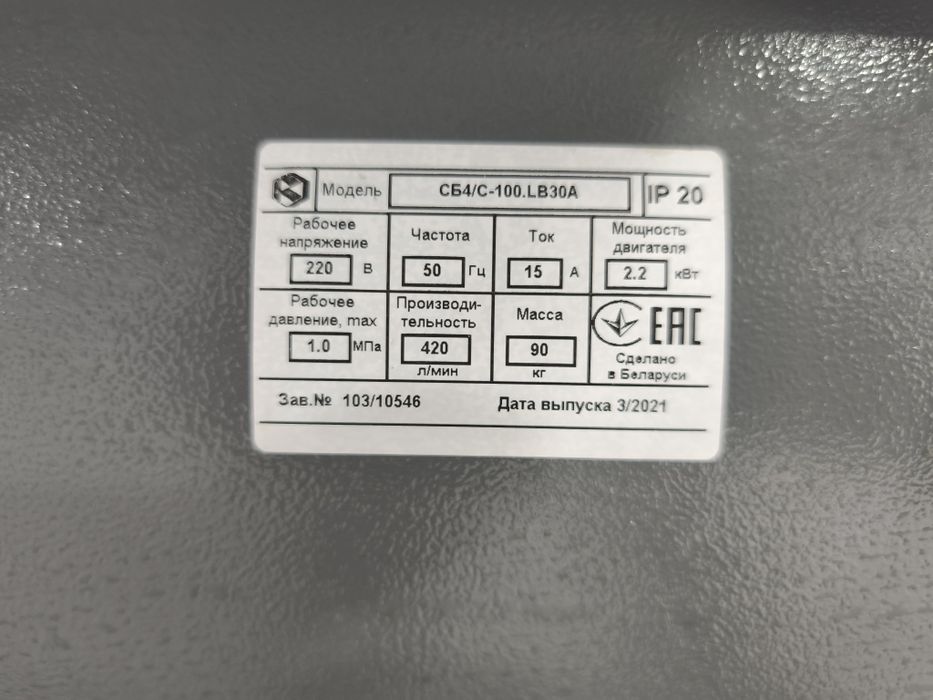 Модель СБ4/С-100.LB30А IP 20
Рабочее напряжение 220 В
Частота 50 Гц
Ток 15 А
Мощность двигателя 2.2 кВт
Рабочее давление, max 1.0 МПа
Производи-
тельность 420 л/мин
Масса 90 кг
ЕАС
Сделано
в Беларуси
Зав.№ 103/10546 Дата выпуска 3/2021